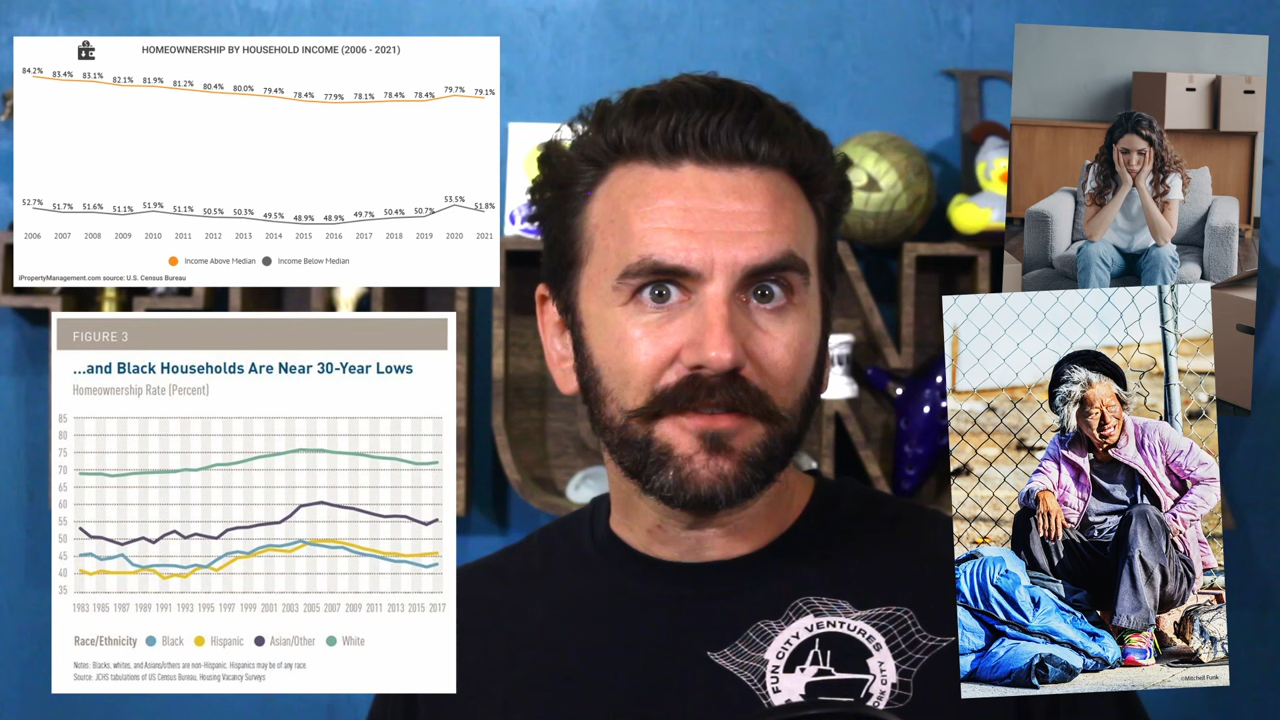 HOMEOWNERSHIP BY HOUSEHOLD INCOME (2006 - 2021)
84.2% 83.4% 83.1% 82.1% 81.9% 81.2% 80.4% 80.0% 79.4% 78.4% 77.9% 78.1% 78.4% 78.4% 79.7% 79.1%
52.7% 51.7% 51.6% 51.1% 51.9% 51.1% 50.5% 50.3% 49.5% 48.9% 48.9% 49.7% 50.4% 50.7% 53.5% 51.8%
2006 2007 2008 2009 2010 2011 2012 2013 2014 2015 2016 2017 2018 2019 2020 2021
Income Above Median Income Below Median
iPropertyManagement.com source: U.S. Census Bureau
FIGURE 3
...and Black Households Are Near 30-Year Lows
Homeownership Rate (Percent)
85
80
75
70
65
60
55
50
45
40
35
1983 1985 1987 1989 1991 1993 1995 1997 1999 2001 2003 2005 2007 2009 2011 2013 2015 2017
Race/Ethnicity Black Hispanic Asian/Other White
Notes: Blacks, whites, and Asians/others are non-Hispanic. Hispanics may be of any race.
Source: JCHS tabulations of US Census Bureau, Housing Vacancy Surveys
FUN CITY VENTURES
©Mitchell Funk